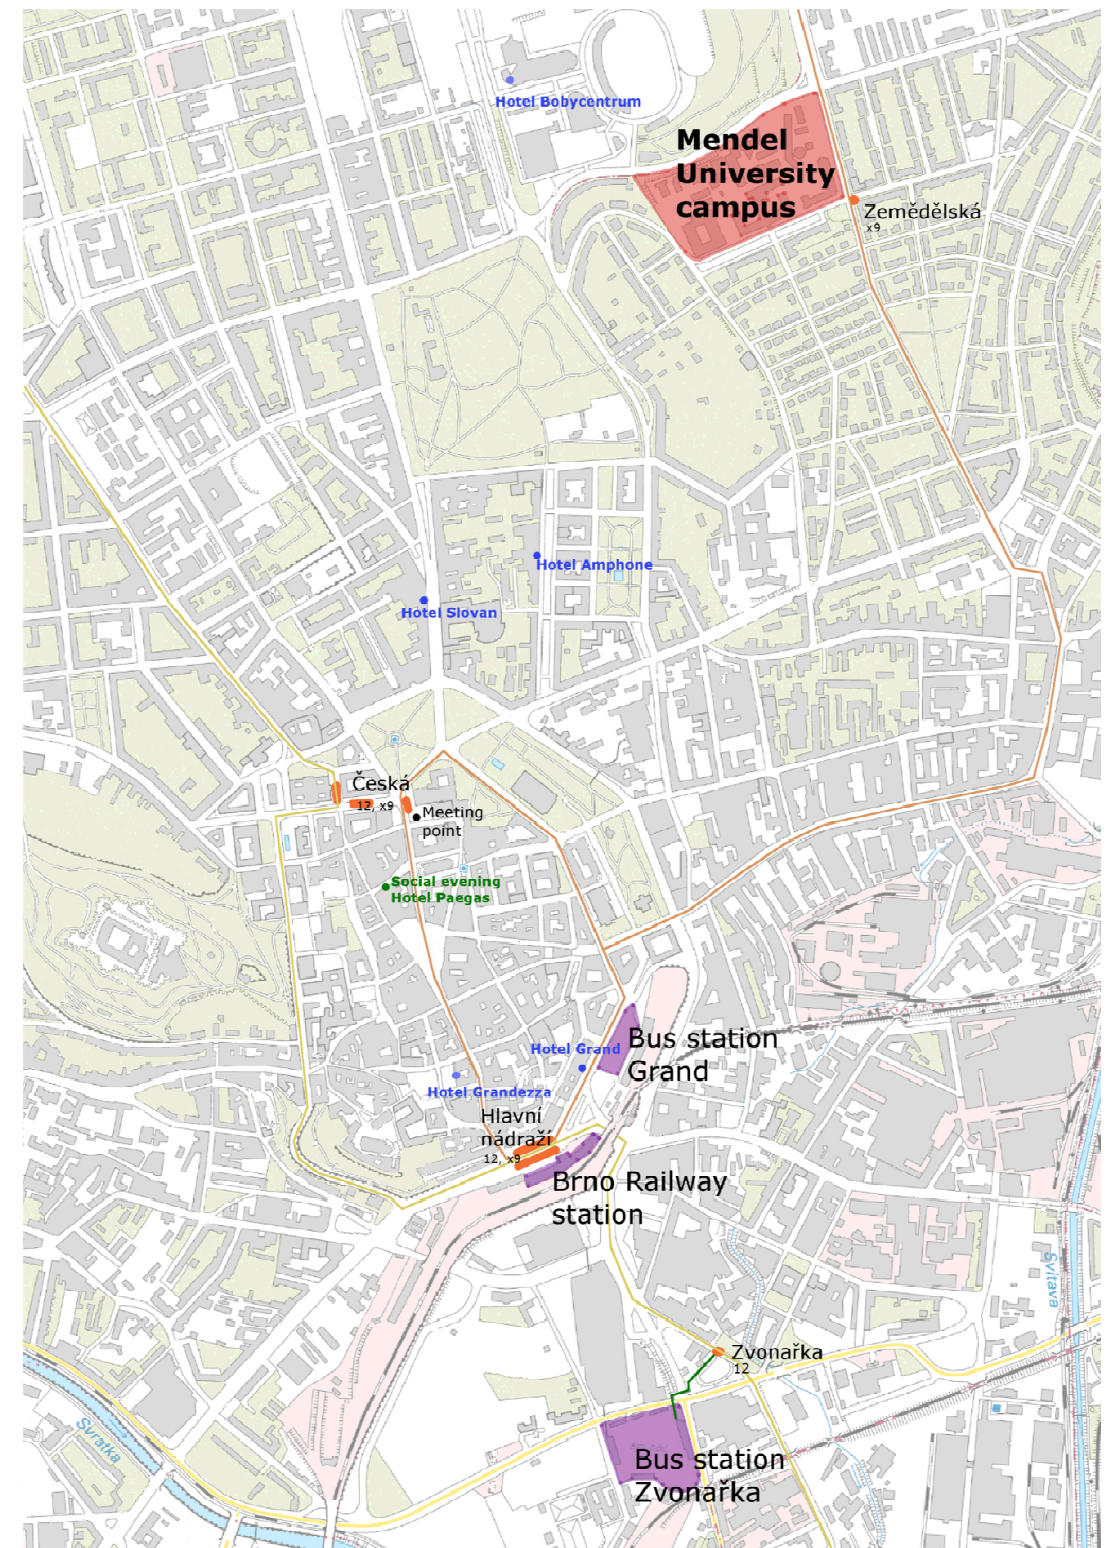 Hotel Bobycentrum
Mendel
University
campus
Zemědělská
x9
Hotel Amphone
Hotel Slovan
Česká
12, x9
Meeting
point
Social evening
Hotel Paegas
Bus station
Grand
Hotel Grand
Hotel Grandezza
Hlavní
nádraží
12, x9
Brno Railway
station
Svitava
Zvonařka
12
Svratka
Bus station
Zvonařka